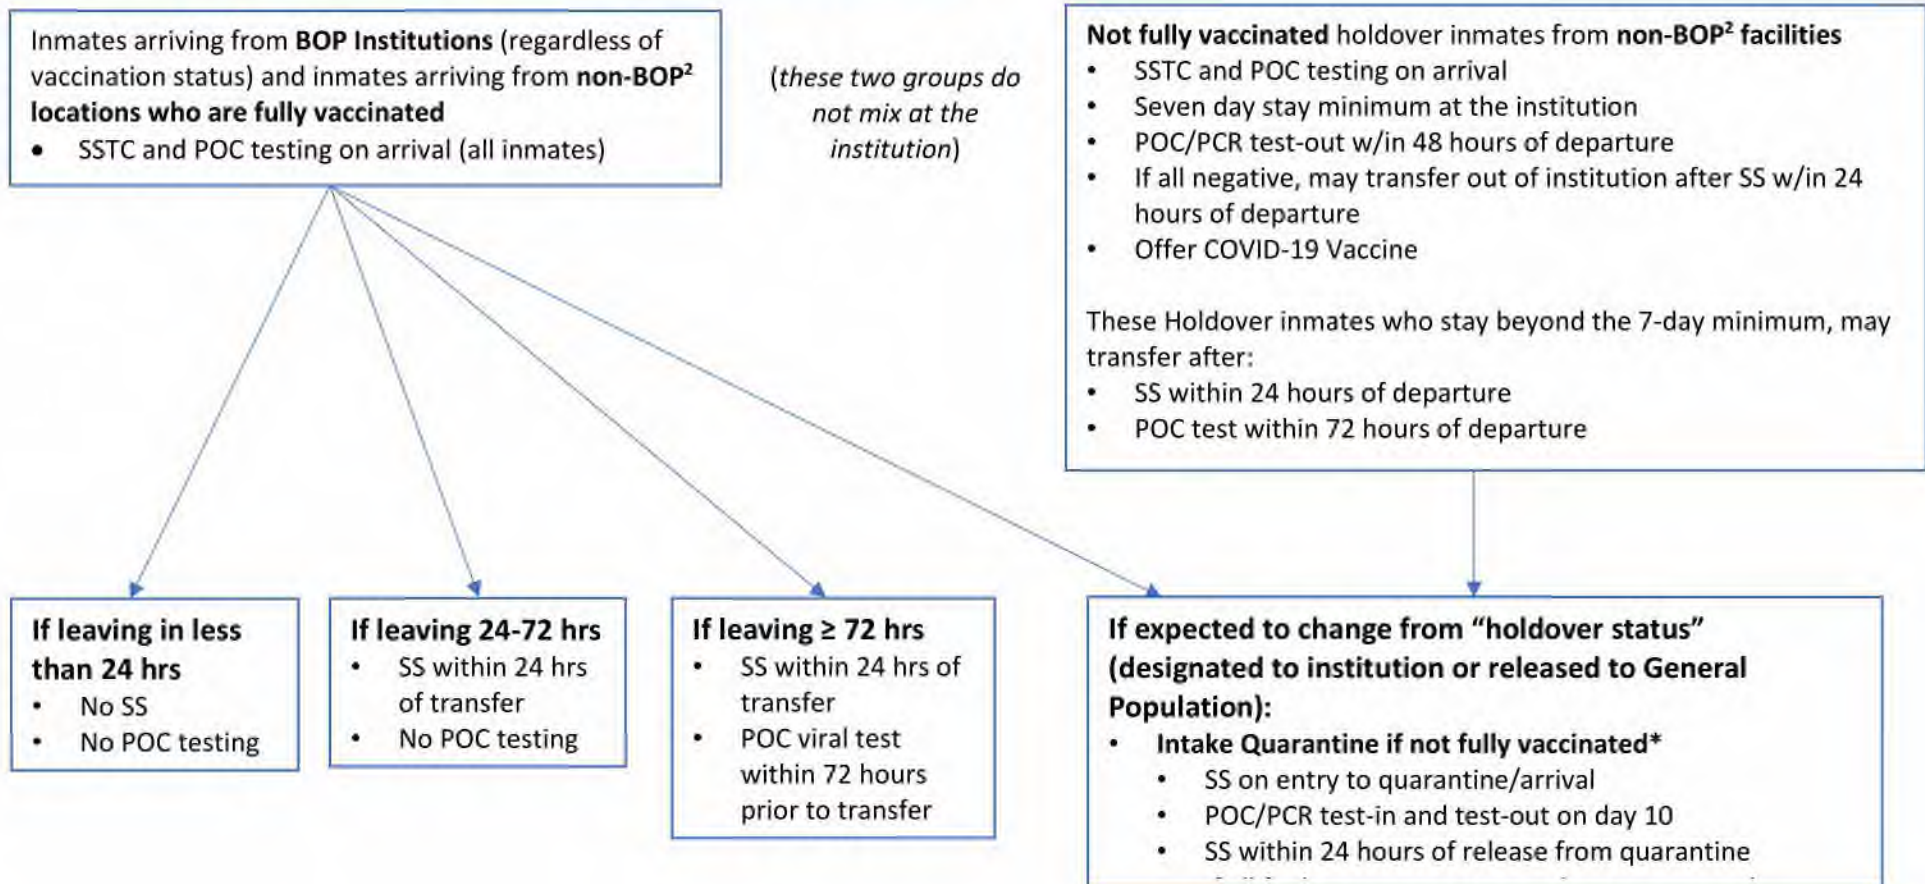 Inmates arriving from BOP Institutions (regardless of
vaccination status) and inmates arriving from non-BOP²
locations who are fully vaccinated
• SSTC and POC testing on arrival (all inmates)
(these two groups do
not mix at the
institution)
Not fully vaccinated holdover inmates from non-BOP² facilities
• SSTC and POC testing on arrival
• Seven day stay minimum at the institution
• POC/PCR test-out w/in 48 hours of departure
• If all negative, may transfer out of institution after SS w/in 24
hours of departure
• Offer COVID-19 Vaccine
These Holdover inmates who stay beyond the 7-day minimum, may
transfer after:
• SS within 24 hours of departure
• POC test within 72 hours of departure
If leaving in less
than 24 hrs
• No SS
• No POC testing
If leaving 24-72 hrs
• SS within 24 hrs
of transfer
• No POC testing
If leaving ≥ 72 hrs
• SS within 24 hrs of
transfer
• POC viral test
within 72 hours
prior to transfer
If expected to change from “holdover status”
(designated to institution or released to General
Population):
• Intake Quarantine if not fully vaccinated*
• SS on entry to quarantine/arrival
• POC/PCR test-in and test-out on day 10
• SS within 24 hours of release from quarantine